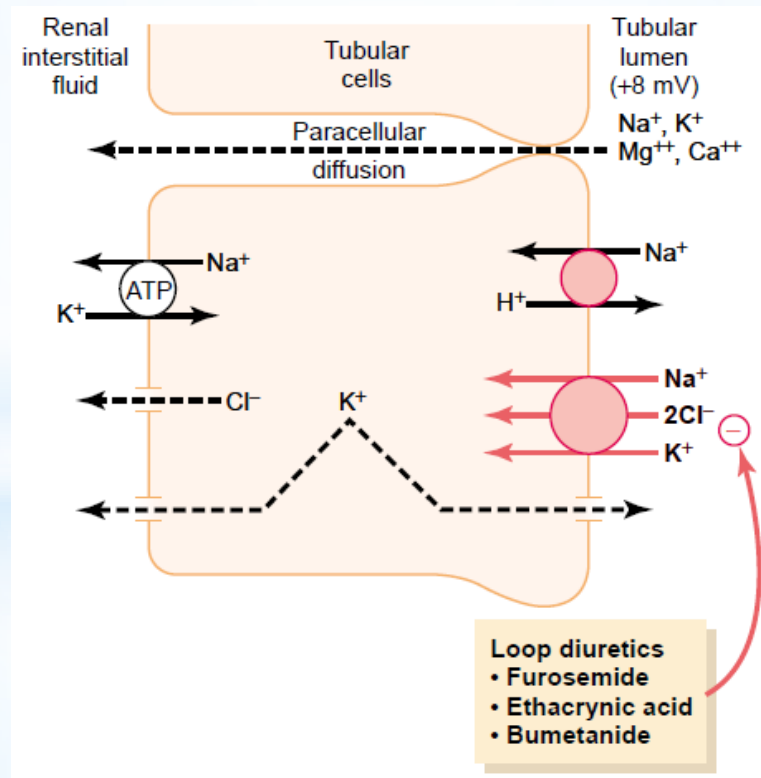 Renal
interstitial
fluid
Tubular
cells
Tubular
lumen
(+8 mV)
Paracellular
diffusion
Na⁺, K⁺
Mg⁺⁺, Ca⁺⁺
Na⁺
ATP
K⁺
Na⁺
H⁺
Cl⁻
K⁺
Na⁺
2Cl⁻
K⁺
−
Loop diuretics
• Furosemide
• Ethacrynic acid
• Bumetanide